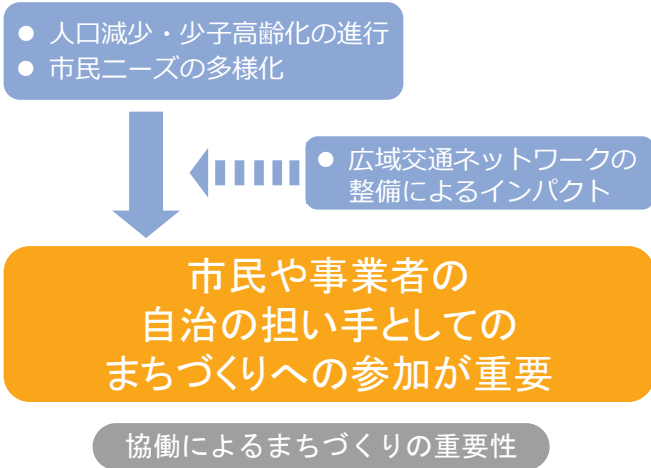 ● 人口減少・少子高齢化の進行
● 市民ニーズの多様化
● 広域交通ネットワークの
整備によるインパクト
市民や事業者の
自治の担い手としての
まちづくりへの参加が重要
協働によるまちづくりの重要性